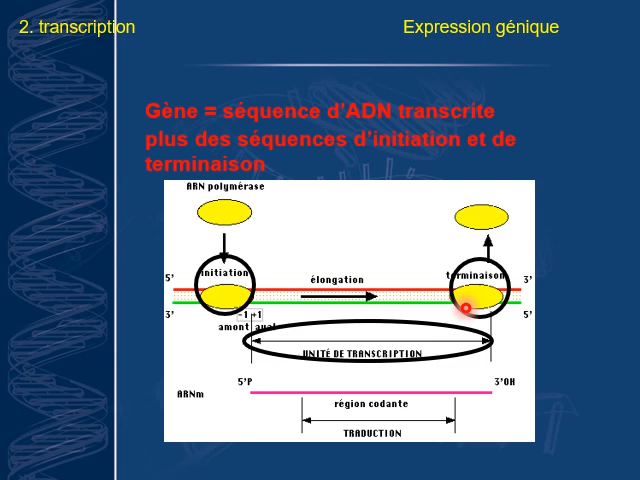 2. transcription
Expression génique
Gène = séquence d'ADN transcrite
plus des séquences d'initiation et de
terminaison
ARN polymérase
initiation
élongation
terminaison
5'
3'
3'
5'
-1 +1
amont aval
UNITÉ DE TRANSCRIPTION
5'P
3'OH
ARNm
région codante
TRADUCTION